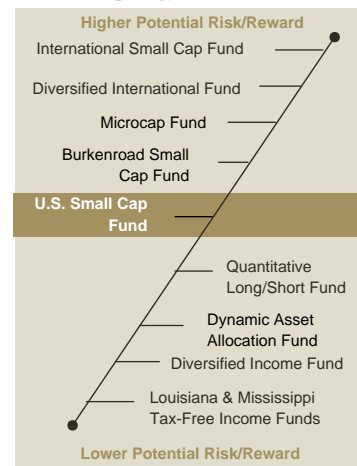 Higher Potential Risk/Reward
International Small Cap Fund
Diversified International Fund
Microcap Fund
Burkenroad Small
Cap Fund
U.S. Small Cap
Fund
Quantitative
Long/Short Fund
Dynamic Asset
Allocation Fund
Diversified Income Fund
Louisiana & Mississippi
Tax-Free Income Funds
Lower Potential Risk/Reward